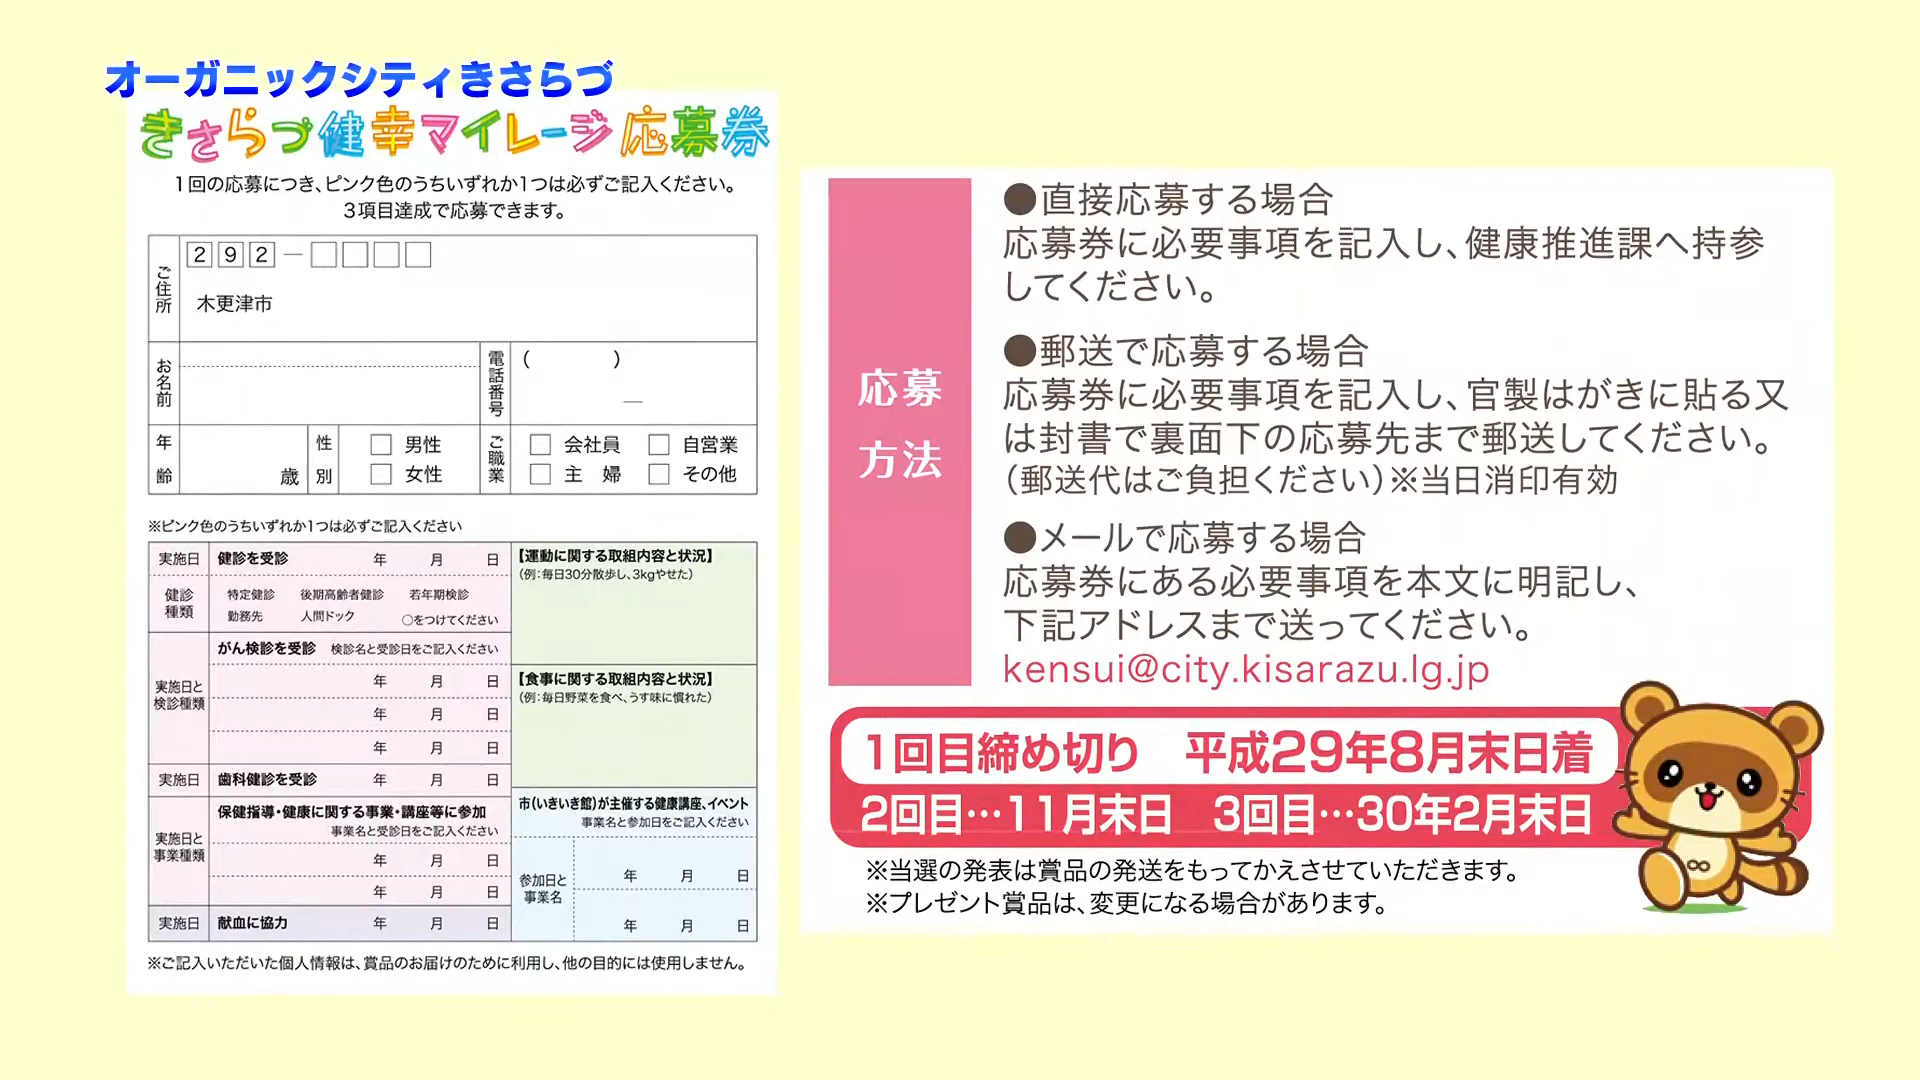 オーガニックシティきさらづ
きさらづ健幸マイレージ応募券
1回の応募につき、ピンク色のうちいずれか1つは必ずご記入ください。
3項目達成で応募できます。
ご住所
292―
木更津市
お名前
電話番号
( )
―
年齢
歳
性別
男性
女性
ご職業
会社員 自営業
主 婦 その他
※ピンク色のうちいずれか1つは必ずご記入ください
実施日 健診を受診 年 月 日
健診種類
特定健診 後期高齢者健診 若年期検診
勤務先 人間ドック ○をつけてください
実施日と検診種類
がん検診を受診 検診名と受診日をご記入ください
年 月 日
年 月 日
年 月 日
実施日 歯科健診を受診 年 月 日
実施日と事業種類
保健指導・健康に関する事業・講座等に参加
事業名と受診日をご記入ください
年 月 日
年 月 日
実施日 献血に協力 年 月 日
【運動に関する取組内容と状況】
(例:毎日30分散歩し、3kgやせた)
【食事に関する取組内容と状況】
(例:毎日野菜を食べ、うす味に慣れた)
市(いきいき館)が主催する健康講座、イベント
事業名と参加日をご記入ください
参加日と事業名
年 月 日
年 月 日
※ご記入いただいた個人情報は、賞品のお届けのために利用し、他の目的には使用しません。
応募
方法
●直接応募する場合
応募券に必要事項を記入し、健康推進課へ持参
してください。
●郵送で応募する場合
応募券に必要事項を記入し、官製はがきに貼る又
は封書で裏面下の応募先まで郵送してください。
(郵送代はご負担ください)※当日消印有効
●メールで応募する場合
応募券にある必要事項を本文に明記し、
下記アドレスまで送ってください。
kensui@city.kisarazu.lg.jp
1回目締め切り 平成29年8月末日着
2回目…11月末日 3回目…30年2月末日
※当選の発表は賞品の発送をもってかえさせていただきます。
※プレゼント賞品は、変更になる場合があります。